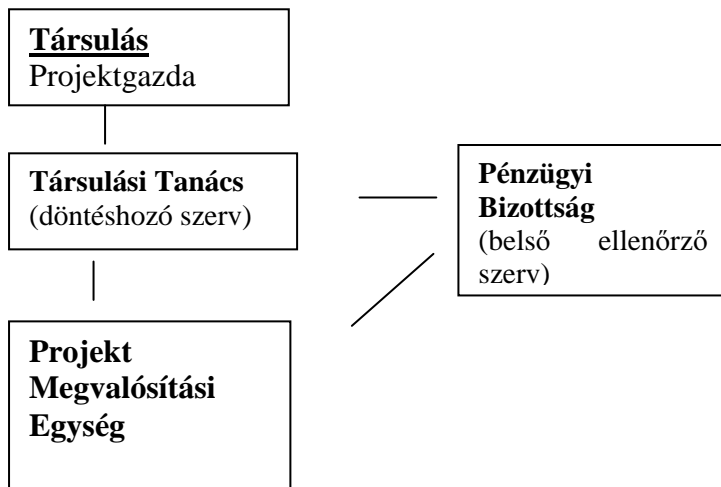 Társulás
Projektgazda
Társulási Tanács
(döntéshozó szerv)
Pénzügyi
Bizottság
(belső ellenőrző
szerv)
Projekt
Megvalósítási
Egység